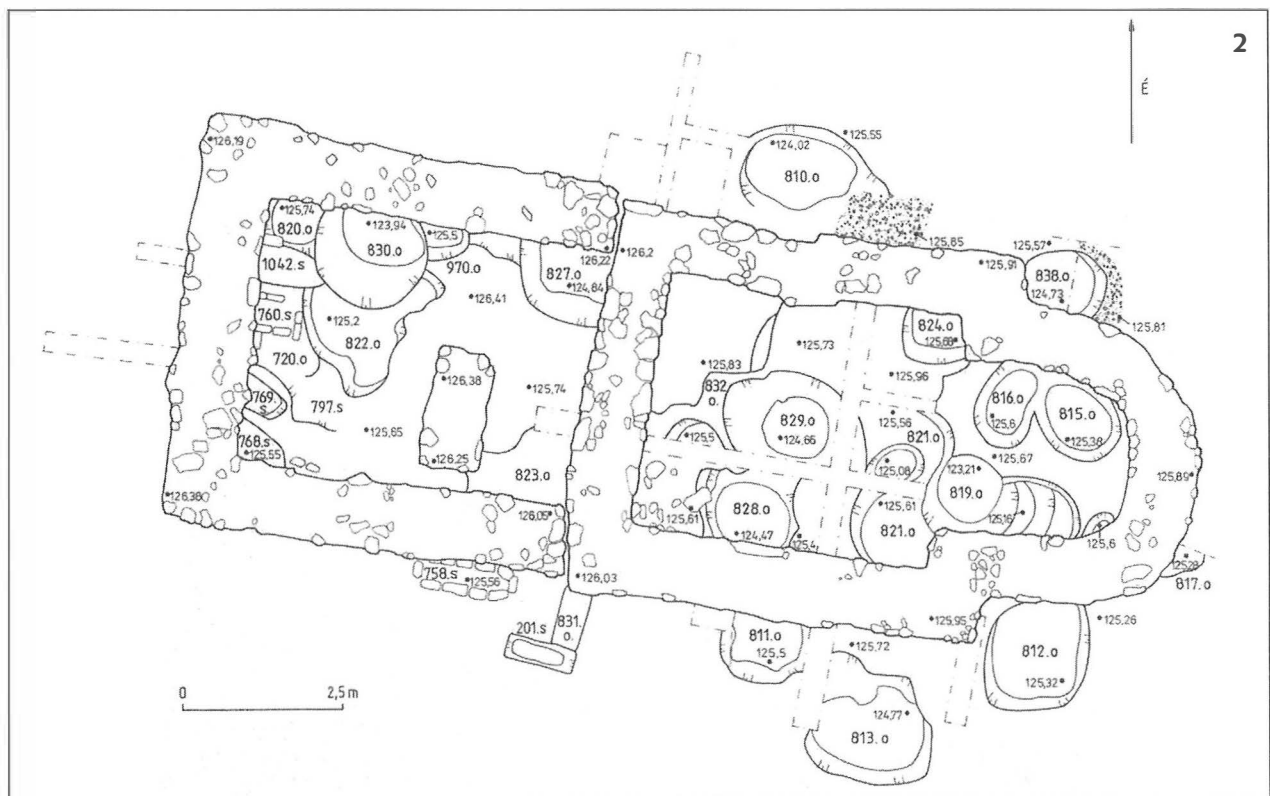 2
É
126,19
124,02
125,55
810.o
125,85
125,74
820.o
123,94
830.o
125,5
970.o
126,22
126,2
827.o
124,84
125,91
125,57
838.o
124,73
125,81
1042.s
126,41
760.s
125,2
822.o
720.o
125,73
824.o
125,68
125,83
832.
o.
125,96
126,38
125,74
769.
s
797.s
829.o
124,66
125,56
816.o
125,6
815.o
125,38
768.s
125,55
125,65
126,25
125,5
821.o
125,08
125,67
123,21
819.o
125,89
823.o
126,38
126,05
125,61
828.o
124,47
125,4
125,61
821.o
125,16
125,6
758.s
125,56
126,03
125,28
817.o
201.s
831.
o.
811.o
125,5
125,95
125,72
812.o
125,26
125,32
0
2,5 m
124,77
813.o